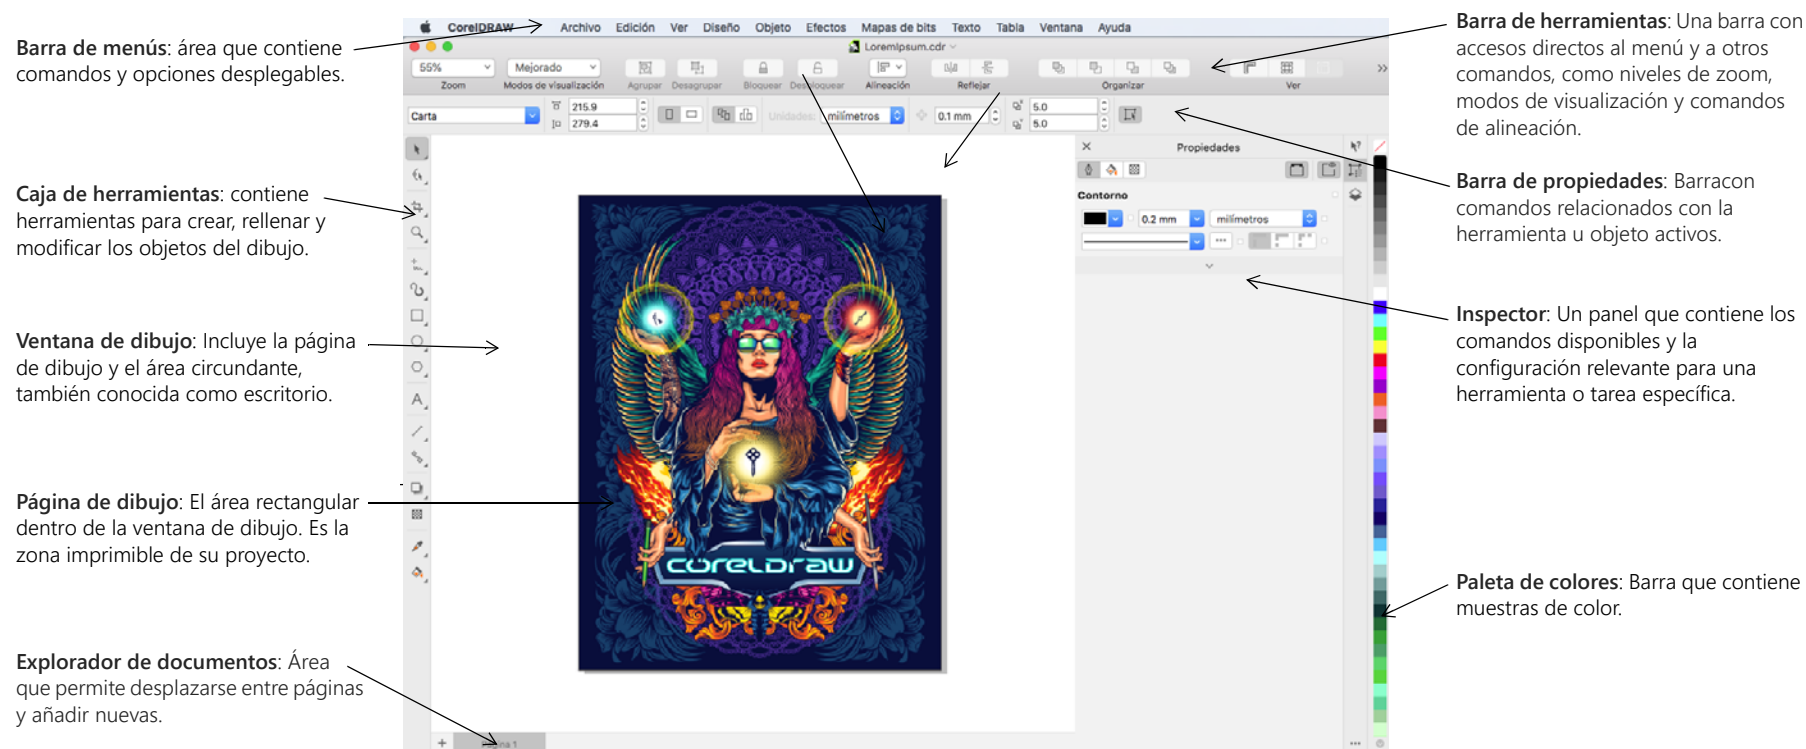 Barra de menús: área que contiene
comandos y opciones desplegables.
Caja de herramientas: contiene
herramientas para crear, rellenar y
modificar los objetos del dibujo.
Ventana de dibujo: Incluye la página
de dibujo y el área circundante,
también conocida como escritorio.
Página de dibujo: El área rectangular
dentro de la ventana de dibujo. Es la
zona imprimible de su proyecto.
Explorador de documentos: Área
que permite desplazarse entre páginas
y añadir nuevas.
CorelDRAW Archivo Edición Ver Diseño Objeto Efectos Mapas de bits Texto Tabla Ventana Ayuda
LoremIpsum.cdr
55% Mejorado
Zoom Modos de visualización Agrupar Desagrupar Bloquear Desbloquear Alineación Reflejar Organizar Ver
Carta 215.9 Unidades: milímetros 0.1 mm 5.0
279.4 5.0
Propiedades
Contorno
0.2 mm milímetros
CORELDRAW
Página 1
Barra de herramientas: Una barra con
accesos directos al menú y a otros
comandos, como niveles de zoom,
modos de visualización y comandos
de alineación.
Barra de propiedades: Barracon
comandos relacionados con la
herramienta u objeto activos.
Inspector: Un panel que contiene los
comandos disponibles y la
configuración relevante para una
herramienta o tarea específica.
Paleta de colores: Barra que contiene
muestras de color.